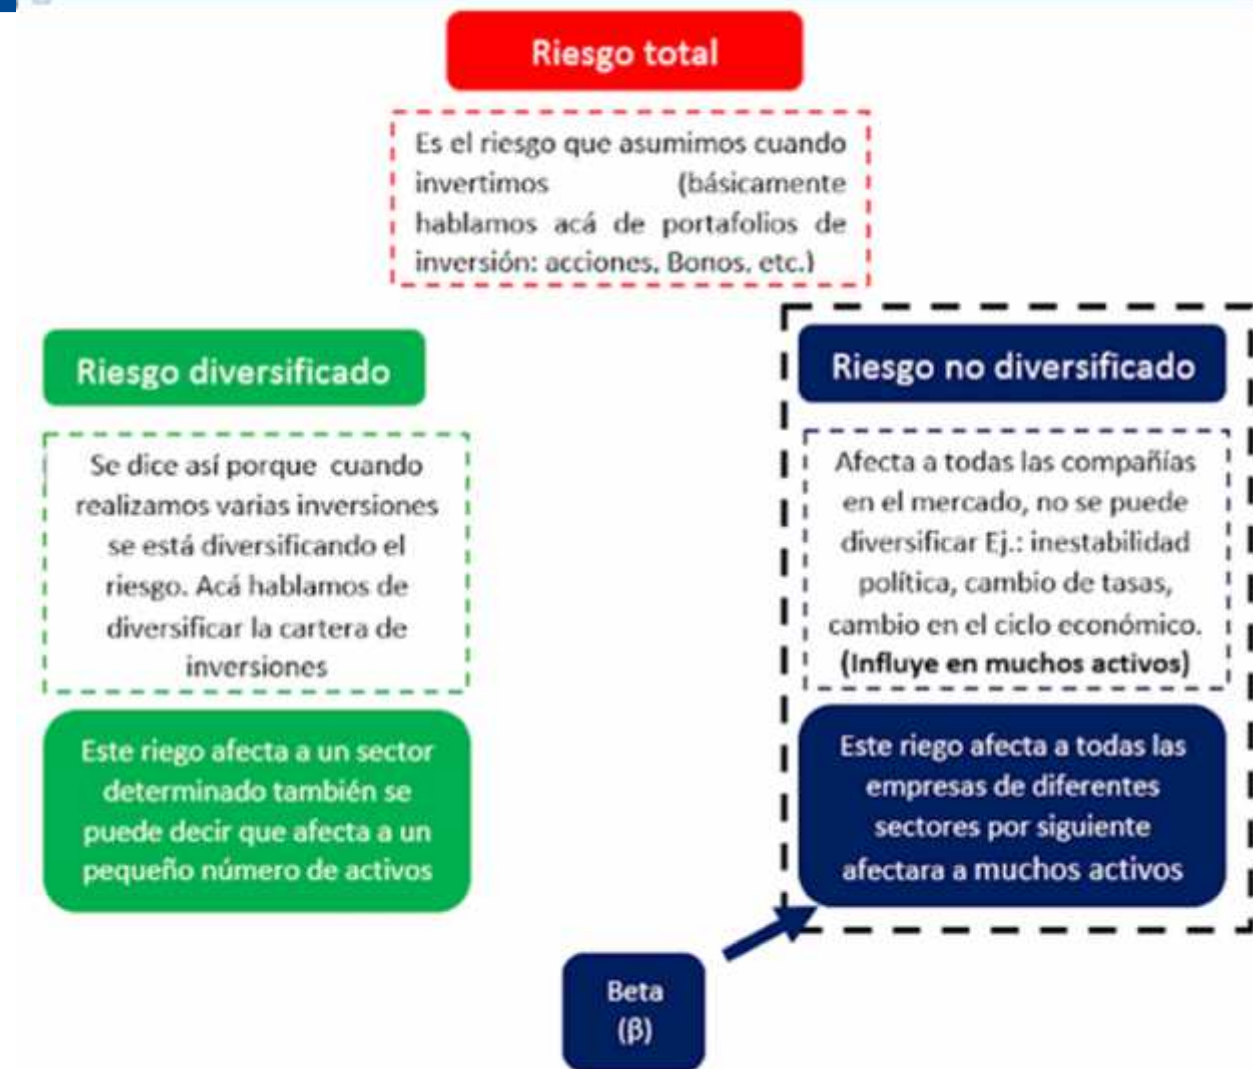 Riesgo total
Es el riesgo que asumimos cuando
invertimos (básicamente
hablamos acá de portafolios de
inversión: acciones, Bonos, etc.)
Riesgo diversificado
Se dice así porque cuando
realizamos varias inversiones
se está diversificando el
riesgo. Acá hablamos de
diversificar la cartera de
inversiones
Este riego afecta a un sector
determinado también se
puede decir que afecta a un
pequeño número de activos
Riesgo no diversificado
Afecta a todas las compañías
en el mercado, no se puede
diversificar Ej.: inestabilidad
política, cambio de tasas,
cambio en el ciclo económico.
(Influye en muchos activos)
Este riego afecta a todas las
empresas de diferentes
sectores por siguiente
afectara a muchos activos
Beta
(β)